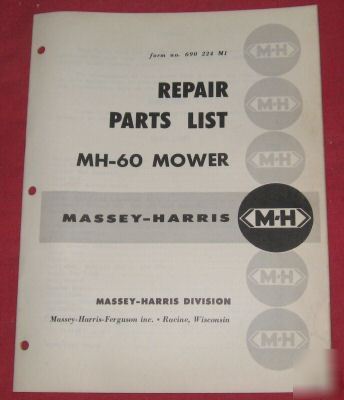 form no. 690 224 M1
M-H
REPAIR
PARTS LIST
M-H
MH-60 MOWER
M-H
MASSEY-HARRIS
M-H
M-H
MASSEY-HARRIS DIVISION
Massey-Harris-Ferguson inc. • Racine, Wisconsin
M-H